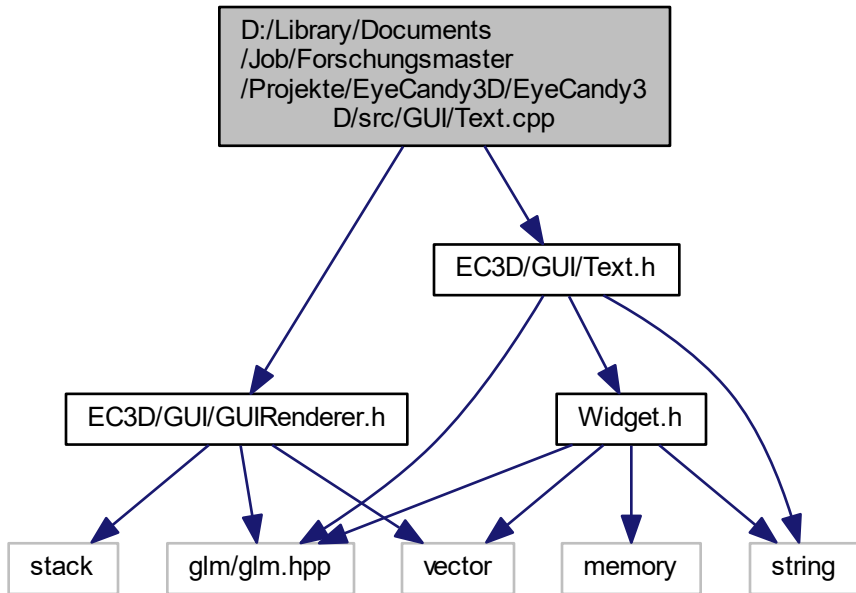 D:/Library/Documents
/Job/Forschungsmaster
/Projekte/EyeCandy3D/EyeCandy3
D/src/GUI/Text.cpp
EC3D/GUI/Text.h
EC3D/GUI/GUIRenderer.h
Widget.h
stack
glm/glm.hpp
vector
memory
string